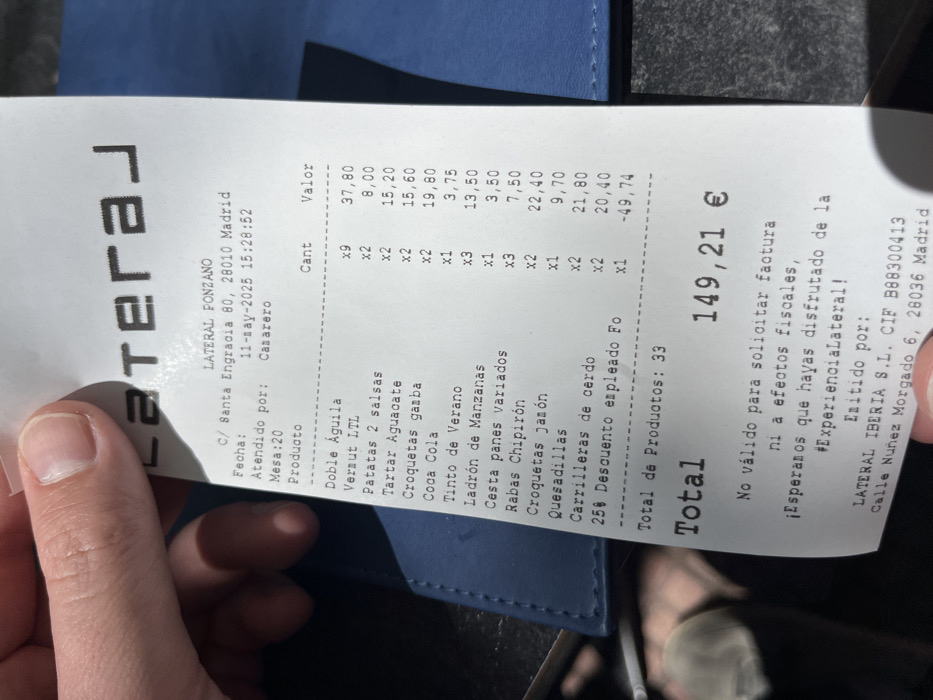 Lateral
LATERAL PONZANO
C/ Santa Engracia 80, 28010 Madrid
Fecha: 11-may-2025 15:28:52
Atendido por: Camarero
Mesa:20
Producto Cant Valor
Doble Águila x9 37,80
Vermut LTL x2 8,00
Patatas 2 salsas x2 15,20
Tartar Aguacate x2 15,60
Croquetas gamba x2 19,80
Coca Cola x1 3,75
Tinto de Verano x3 13,50
Ladrón de Manzanas x1 3,50
Cesta panes variados x3 7,50
Rabas Chipirón x2 22,40
Croquetas jamón x1 9,70
Quesadillas x2 21,80
Carrilleras de cerdo x2 20,40
25% Descuento empleado Fo x1 -49,74
Total de Productos: 33
Total 149,21 €
No válido para solicitar factura
ni a efectos fiscales,
¡Esperamos que hayas disfrutado de la
#ExperienciaLateral!
Emitido por:
LATERAL IBERIA S.L. CIF B88300413
Calle Nuñez Morgado 6, 28036 Madrid